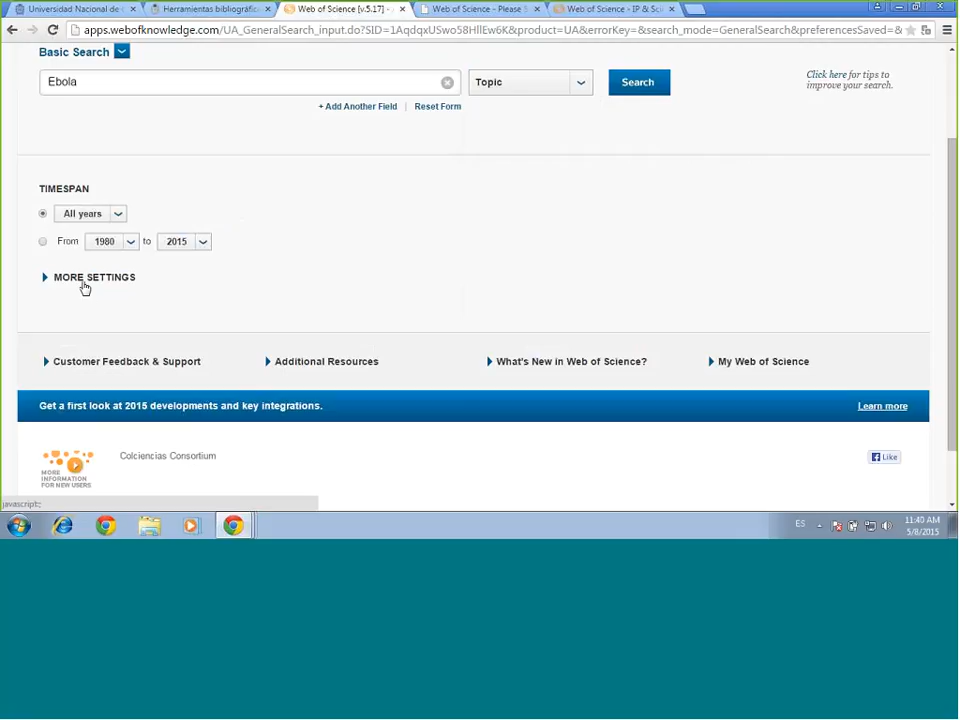 Universidad Nacional de
Herramientas bibliográfic
Web of Science [v.5.17] -
Web of Science - Please S
Web of Science - IP & Sci
apps.webofknowledge.com/UA_GeneralSearch_input.do?SID=1AqdqxUSwo58HllEw6K&product=UA&errorKey=&search_mode=GeneralSearch&preferencesSaved=&
Basic Search
Ebola
Topic
Search
Click here for tips to
improve your search.
+ Add Another Field | Reset Form
TIMESPAN
All years
From 1980 to 2015
MORE SETTINGS
Customer Feedback & Support
Additional Resources
What's New in Web of Science?
My Web of Science
Get a first look at 2015 developments and key integrations.
Learn more
MORE
INFORMATION
FOR NEW USERS
Colciencias Consortium
Like
javascript:;
ES
11:40 AM
5/8/2015